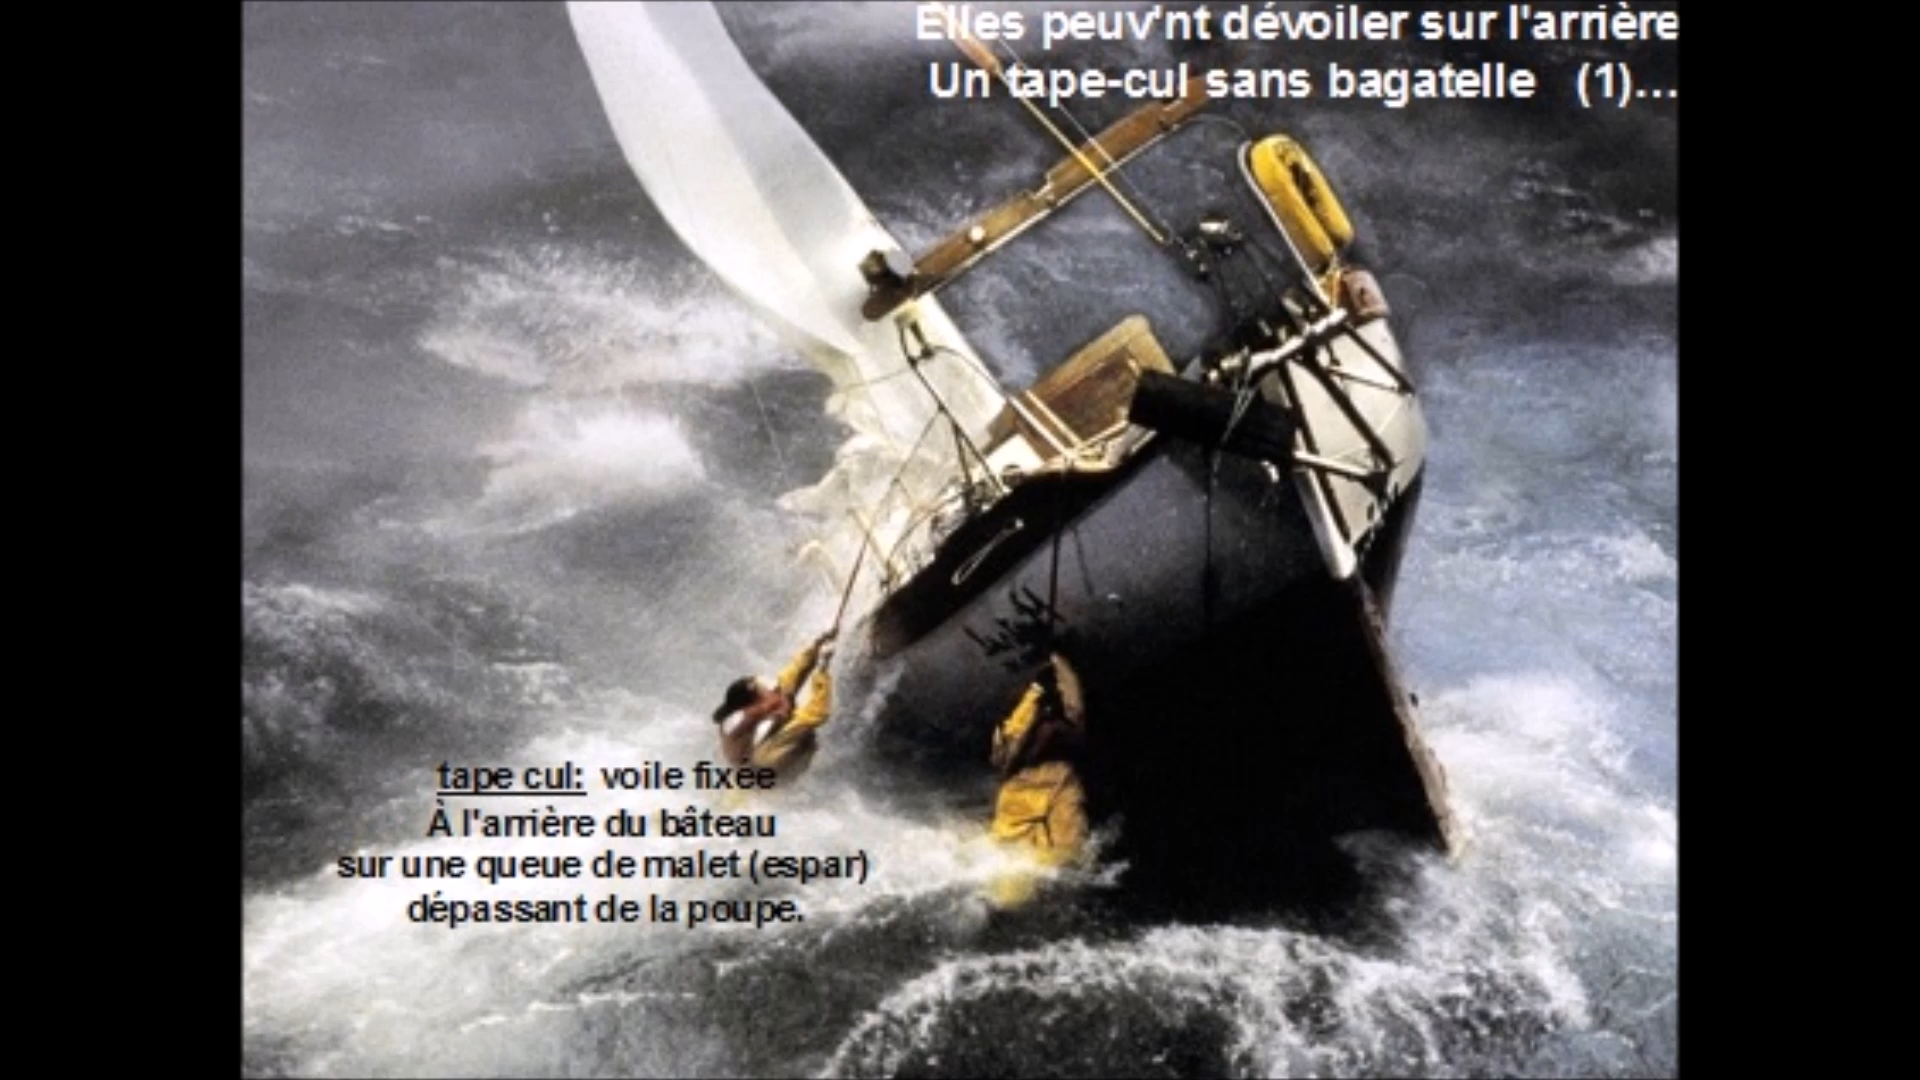 Elles peuv'nt dévoiler sur l'arrière
Un tape-cul sans bagatelle (1)...
tape cul: voile fixée
À l'arrière du bâteau
sur une queue de malet (espar)
dépassant de la poupe.